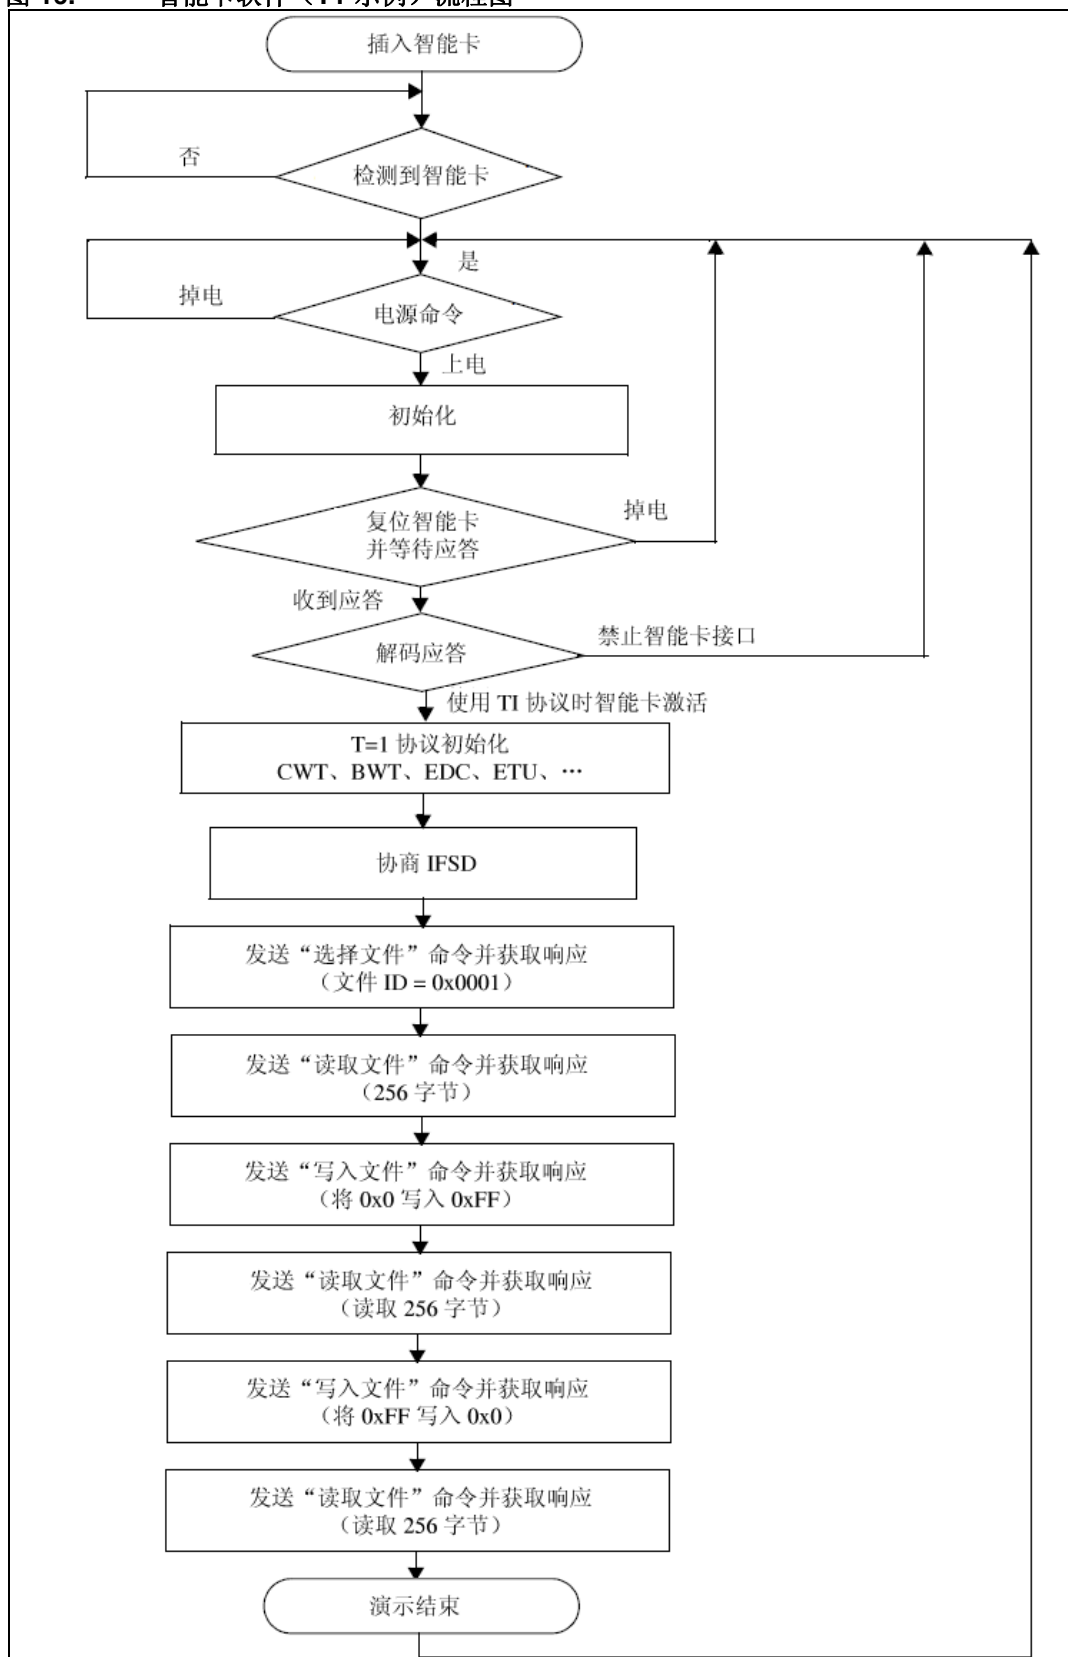 插入智能卡
否
检测到智能卡
是
掉电
电源命令
上电
初始化
复位智能卡
并等待应答
掉电
收到应答
解码应答
禁止智能卡接口
使用 TI 协议时智能卡激活
T=1 协议初始化
CWT、BWT、EDC、ETU、…
协商 IFSD
发送“选择文件”命令并获取响应
（文件 ID = 0x0001）
发送“读取文件”命令并获取响应
（256 字节）
发送“写入文件”命令并获取响应
（将 0x0 写入 0xFF）
发送“读取文件”命令并获取响应
（读取 256 字节）
发送“写入文件”命令并获取响应
（将 0xFF 写入 0x0）
发送“读取文件”命令并获取响应
（读取 256 字节）
演示结束